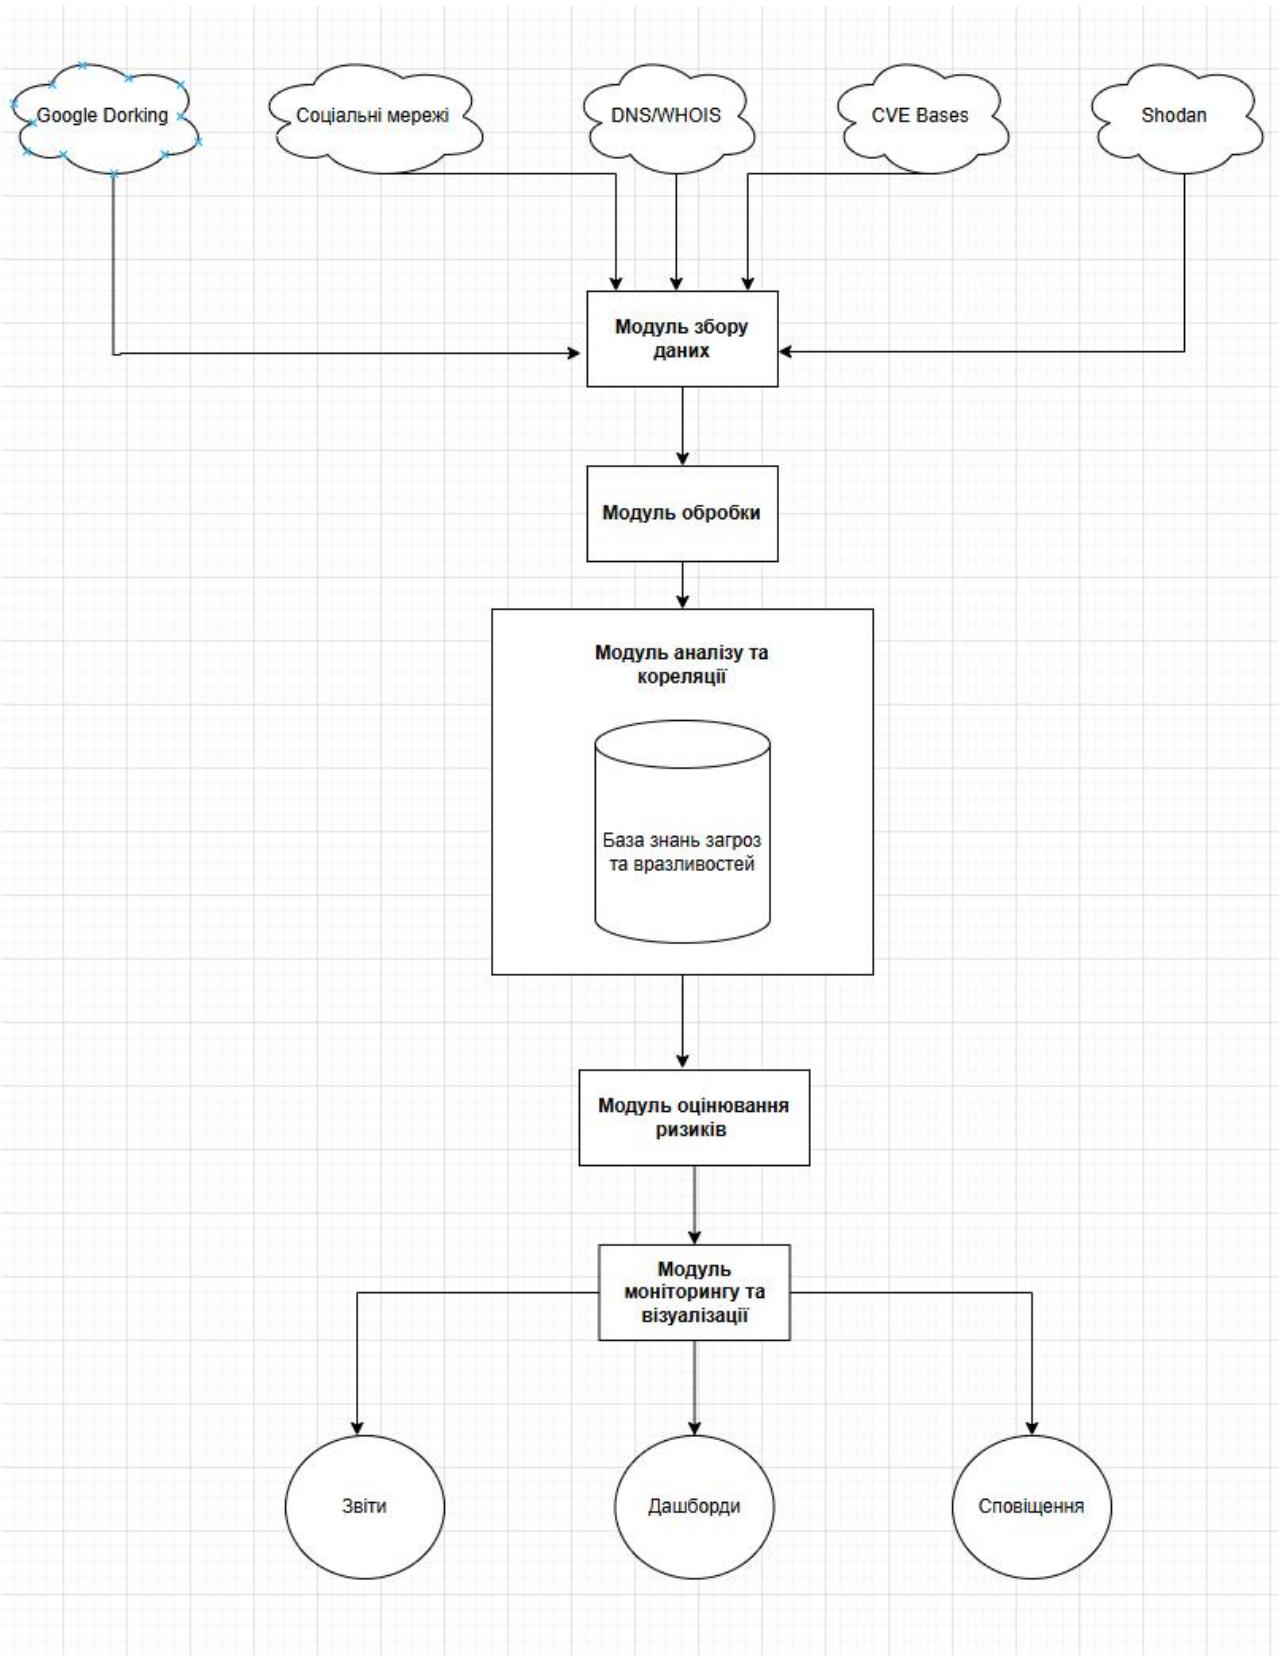 Google Dorking
Соціальні мережі
DNS/WHOIS
CVE Bases
Shodan
Модуль збору
даних
Модуль обробки
Модуль аналізу та
кореляції
База знань загроз
та вразливостей
Модуль оцінювання
ризиків
Модуль
моніторингу та
візуалізації
Звіти
Дашборди
Сповіщення